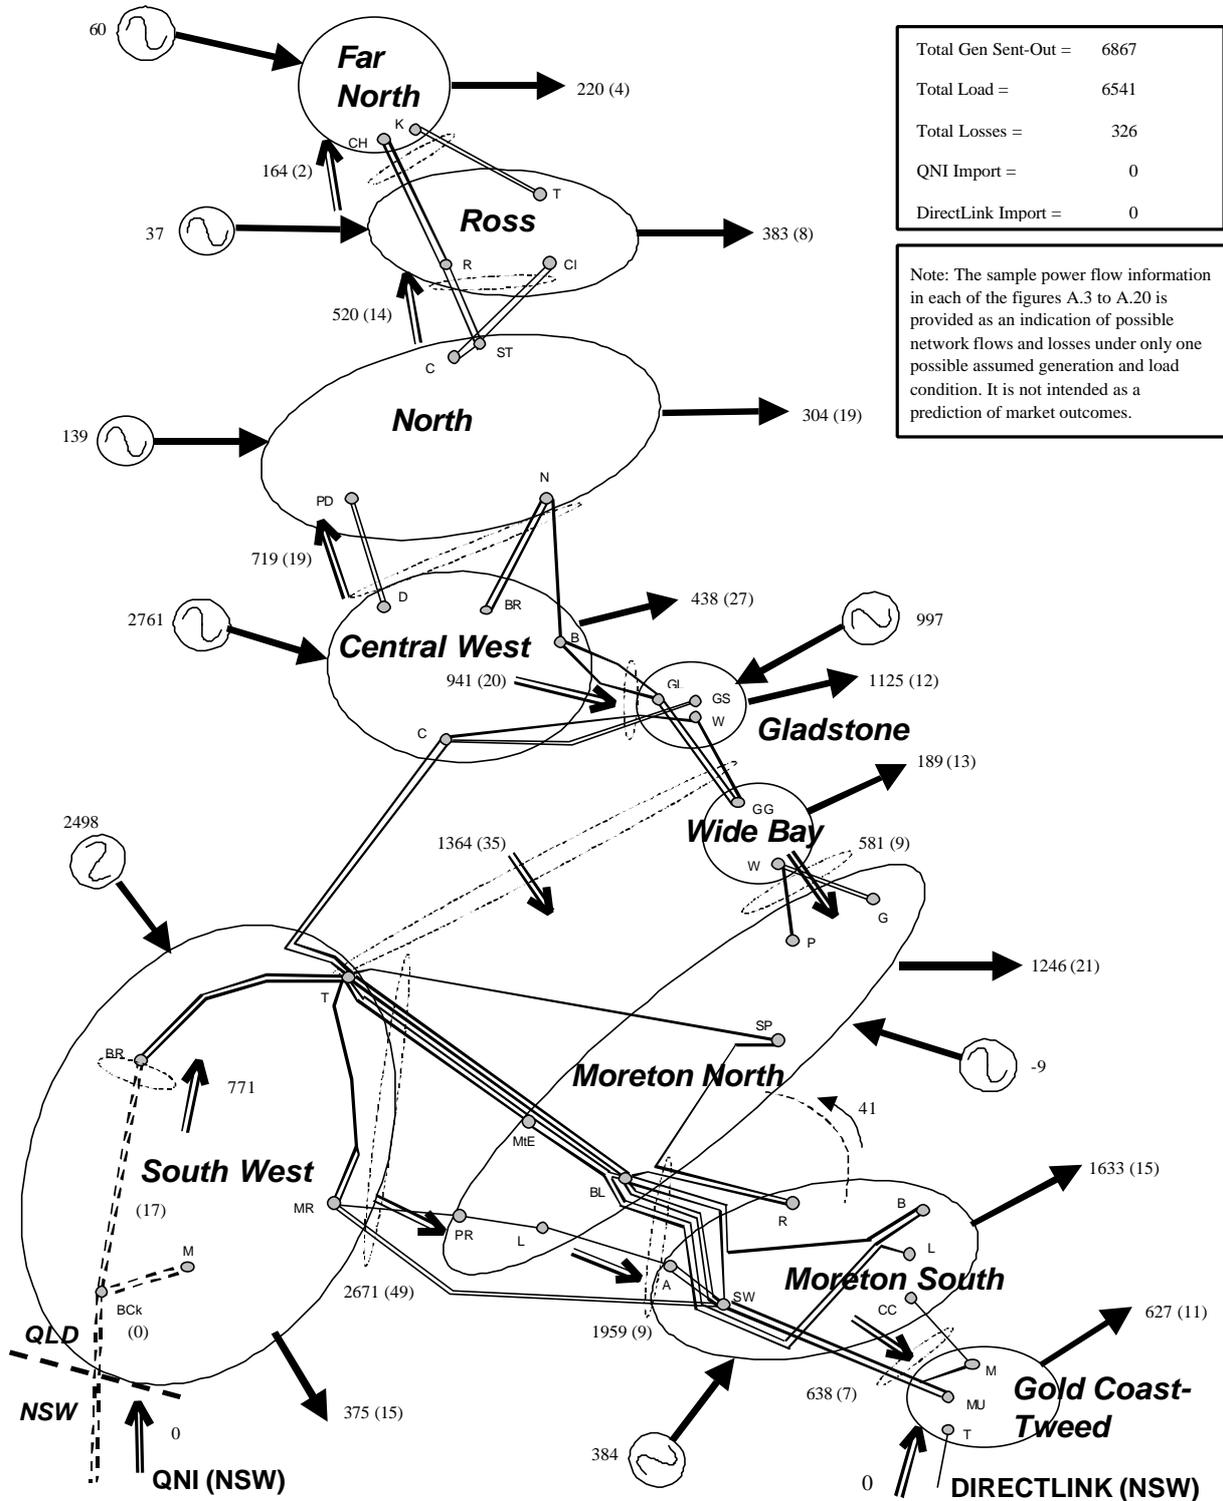 60
Far
North
220 (4)
K
CH
164 (2)
T
Ross
37
383 (8)
R
CI
520 (14)
ST
C
North
304 (19)
139
N
PD
719 (19)
D
BR
438 (27)
2761
B
997
Central West
941 (20)
GL
GS
1125 (12)
W
C
Gladstone
189 (13)
GG
Wide Bay
2498
1364 (35)
581 (9)
W
G
P
1246 (21)
T
SP
BR
-9
771
Moreton North
41
MtE
South West
BL
1633 (15)
(17)
MR
R
B
PR
L
L
M
A
Moreton South
2671 (49)
SW
BCk
CC
(0)
1959 (9)
627 (11)
QLD
M
638 (7)
MU
Gold Coast-
Tweed
NSW
375 (15)
T
0
384
QNI (NSW)
0
DIRECTLINK (NSW)
Total Gen Sent-Out = 6867
Total Load = 6541
Total Losses = 326
QNI Import = 0
DirectLink Import = 0
Note: The sample power flow information
in each of the figures A.3 to A.20 is
provided as an indication of possible
network flows and losses under only one
possible assumed generation and load
condition. It is not intended as a
prediction of market outcomes.